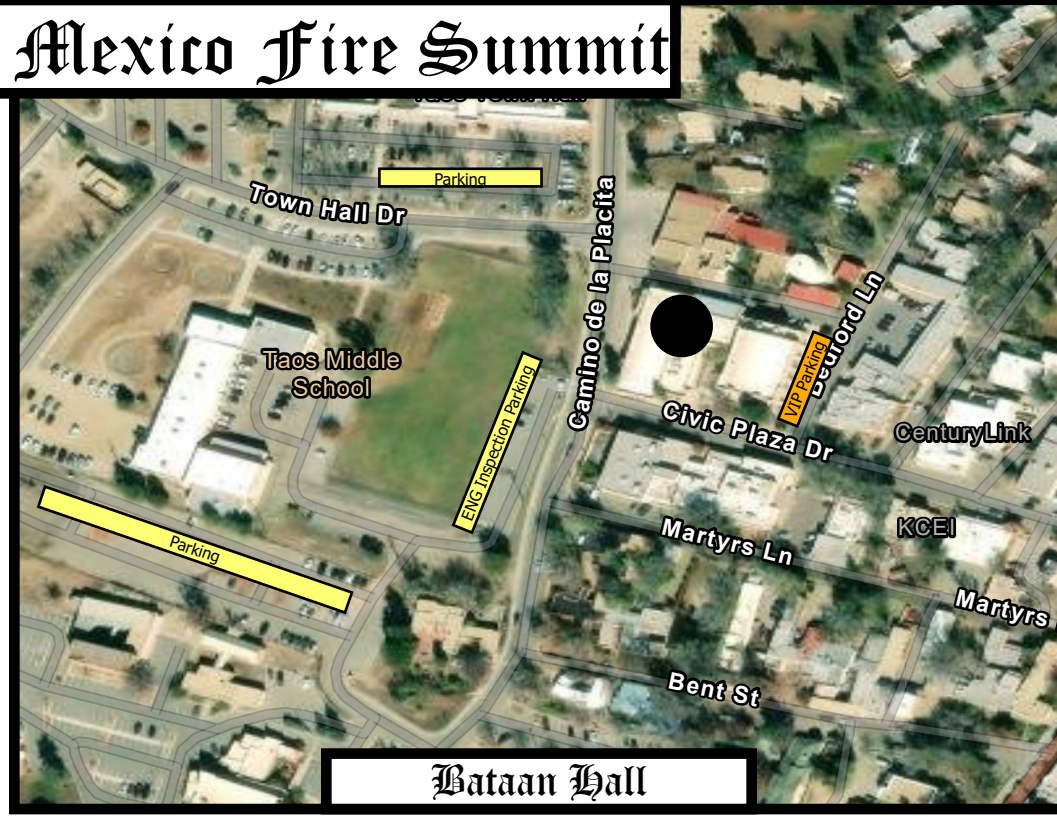 Mexico Fire Summit
Parking
Town Hall Dr
Camino de la Placita
Bedford Ln
VIP Parking
Taos Middle
School
ENG Inspection Parking
Civic Plaza Dr
CenturyLink
KCEI
Martyrs Ln
Parking
Martyrs
Bent St
Bataan Hall